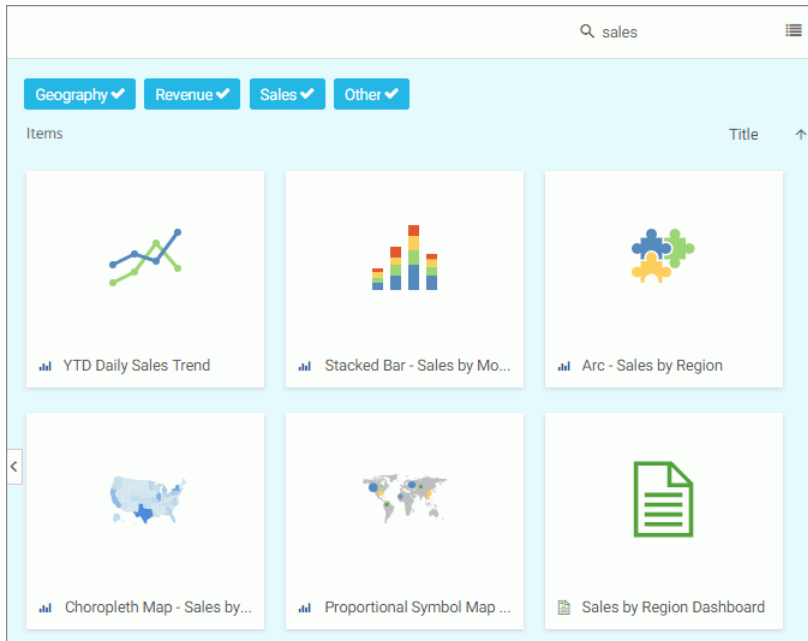 sales
Geography Revenue Sales Other
Items Title
YTD Daily Sales Trend
Stacked Bar - Sales by Mo...
Arc - Sales by Region
Choropleth Map - Sales by...
Proportional Symbol Map ...
Sales by Region Dashboard